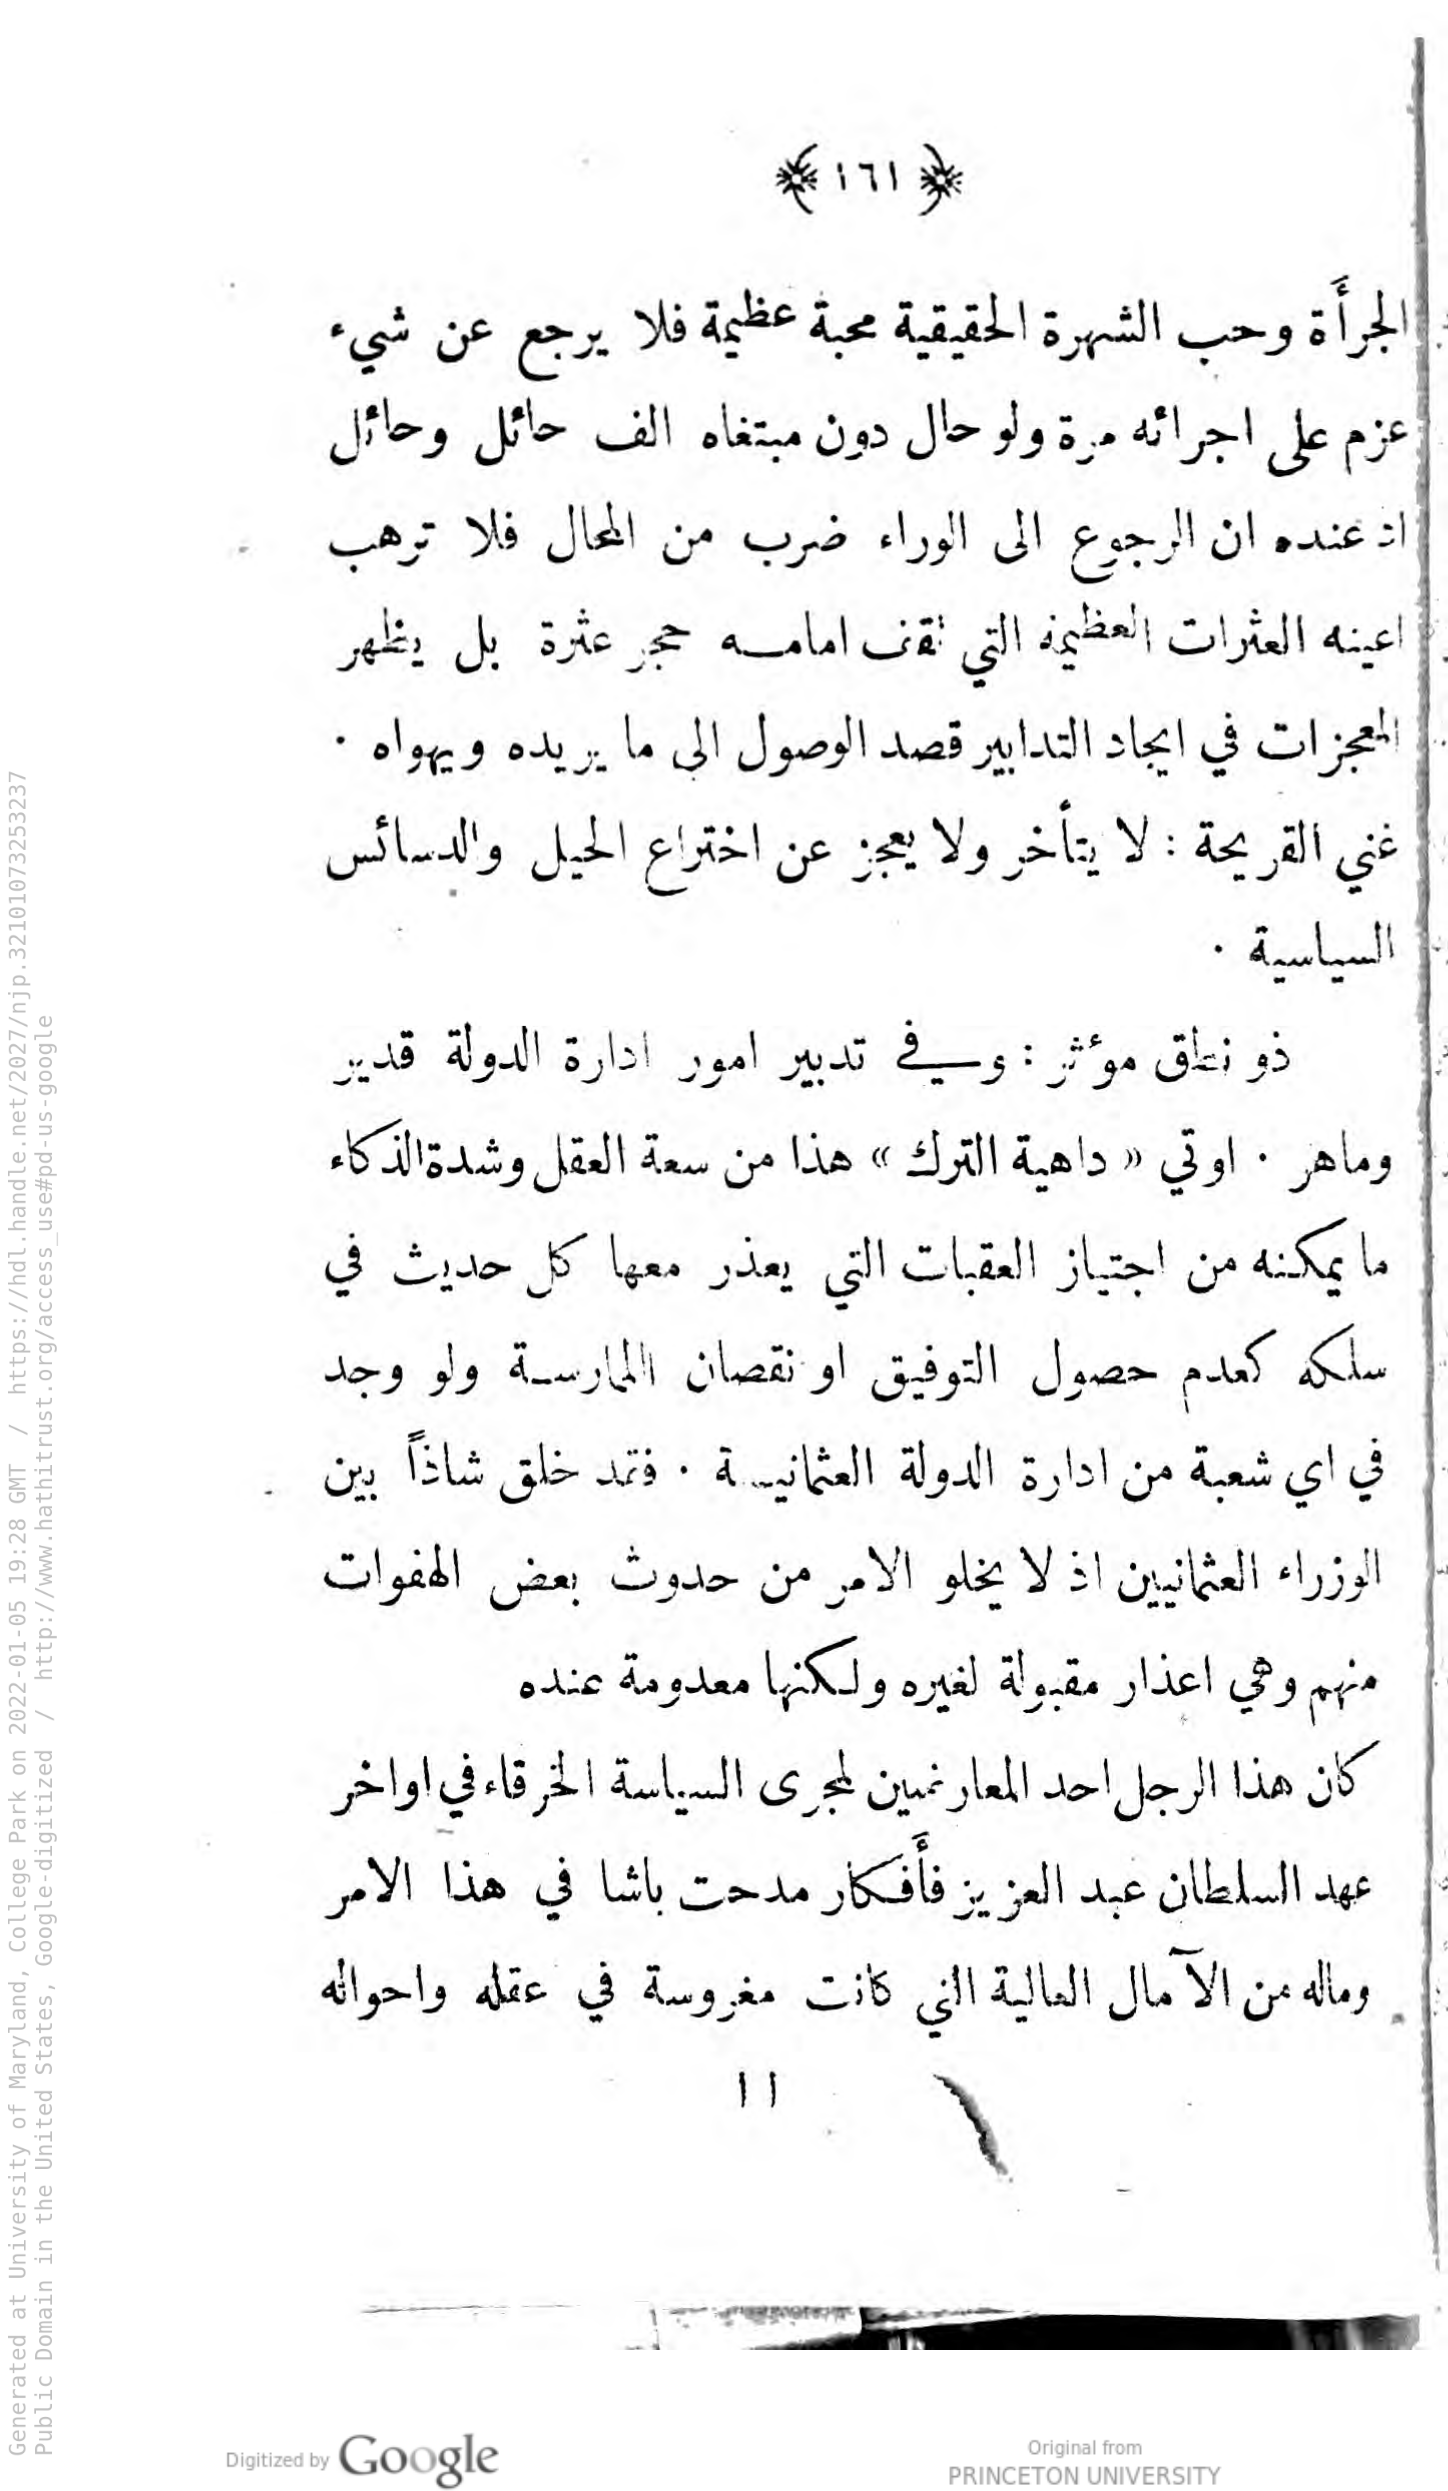 ﴿ ١٦١ ﴾
الجرأَة وحب الشهرة الحقيقية محبة عظيمة فلا يرجع عن شيء
عزم على اجرائه مرة ولو حال دون مبتغاه الف حائل وحائل
اذ عنده ان الرجوع الى الوراء ضرب من المحال فلا ترهب
اعينه العثرات العظيمة التي تقف امامه حجر عثرة بل يظهر
المعجزات في ايجاد التدابير قصد الوصول الى ما يريده ويهواه ·
غني القريحة : لا يتأخر ولا يعجز عن اختراع الحيل والدسائس
السياسية ·
ذو نطاق موءثر : وفي تدبير امور ادارة الدولة قدير
وماهر · اوتي « داهية الترك » هذا من سعة العقل وشدة الذكاء
ما يمكنه من اجتياز العقبات التي يعذر معها كل حديث في
سلكه كعدم حصول التوفيق او نقصان الممارسة ولو وجد
في اي شعبة من ادارة الدولة العثمانية · فقد خلق شاذاً بين
الوزراء العثمانيين اذ لا يخلو الامر من حدوث بعض الهفوات
منهم وهي اعذار مقبولة لغيره ولكنها معدومة عنده
كان هذا الرجل احد المعارضين لمجرى السياسة الخرقاء في اواخر
عهد السلطان عبد العزيز فأَفكار مدحت باشا في هذا الامر
وماله من الآمال العالية التي كانت مغروسة في عقله واحواله
١١
Generated at University of Maryland, College Park on 2022-01-05 19:28 GMT / https://hdl.handle.net/2027/njp.32101073253237
Public Domain in the United States, Google-digitized / http://www.hathitrust.org/access_use#pd-us-google
Digitized by Google
Original from
PRINCETON UNIVERSITY